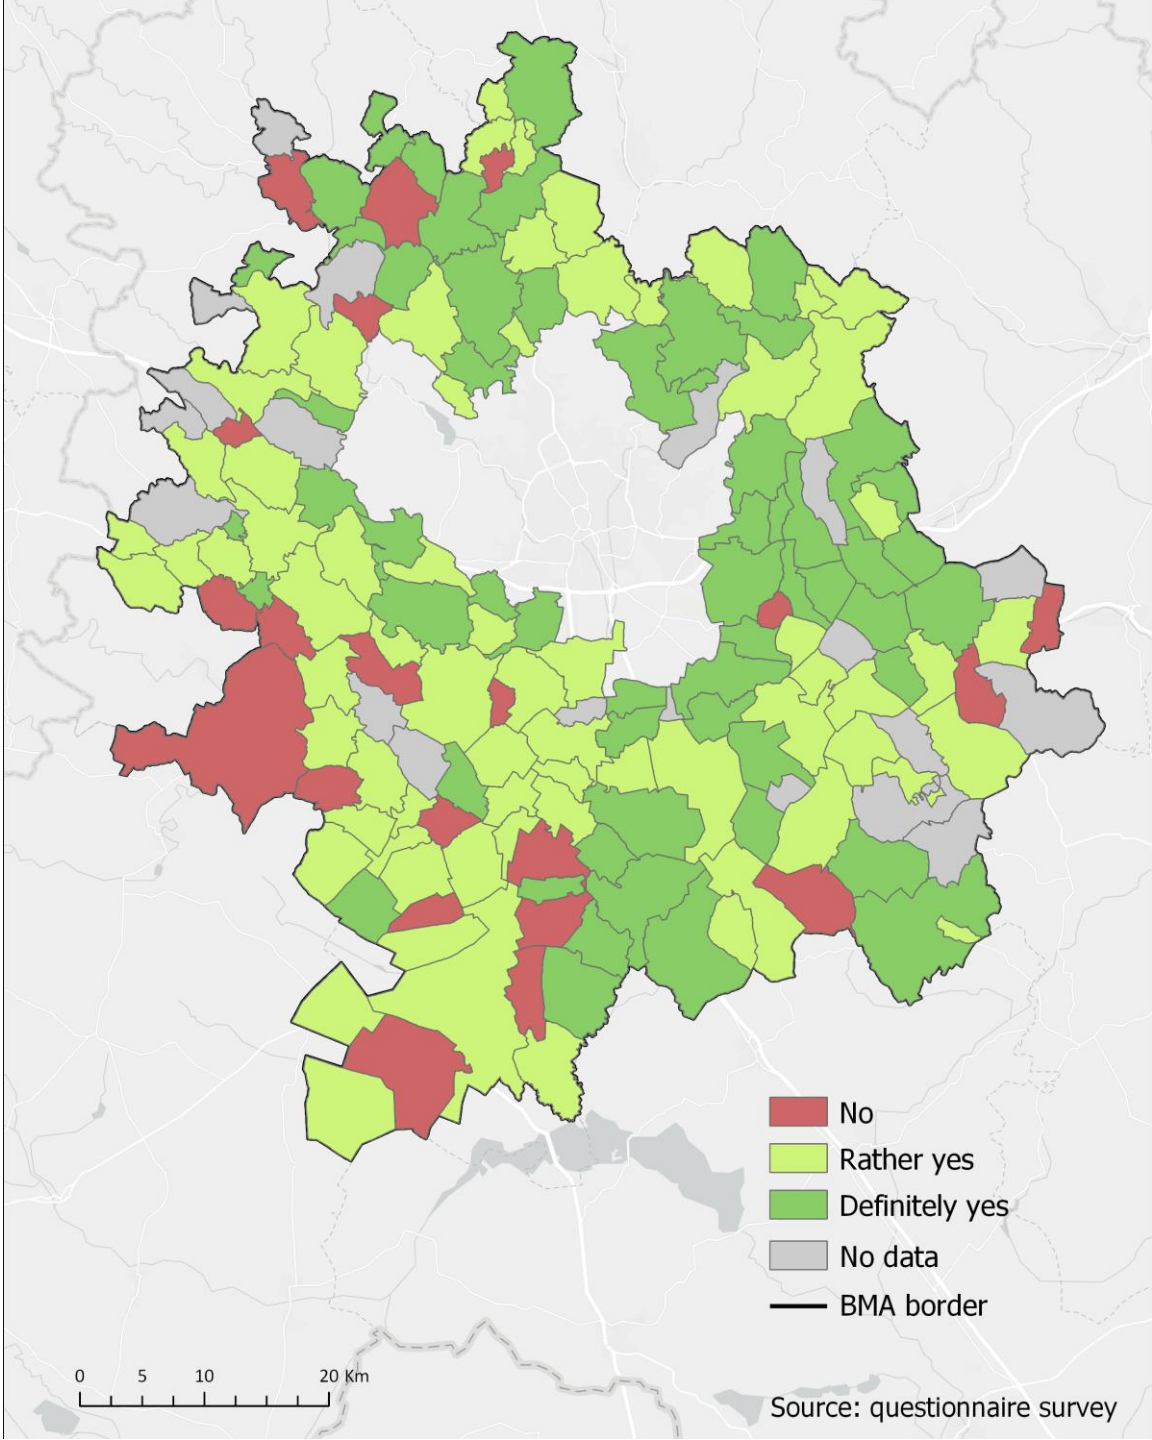 No
Rather yes
Definitely yes
No data
BMA border
0 5 10 20 Km
Source: questionnaire survey